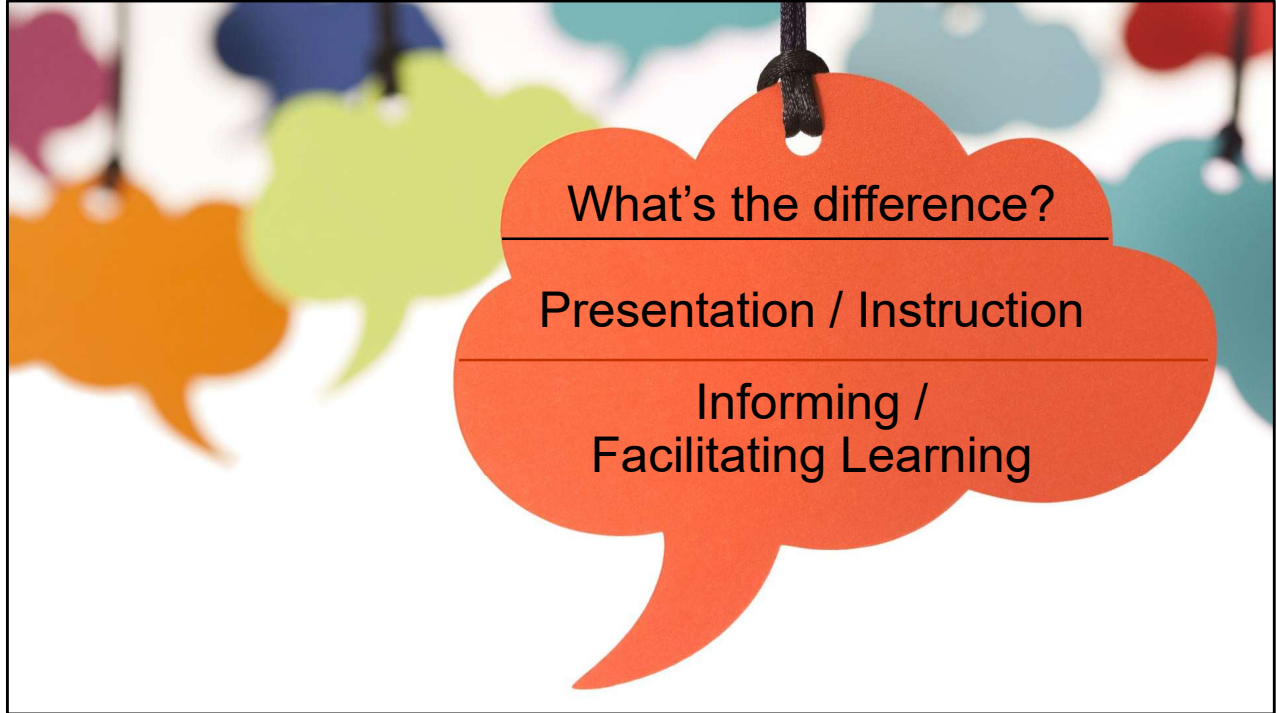 What’s the difference?
Presentation / Instruction
Informing /
Facilitating Learning